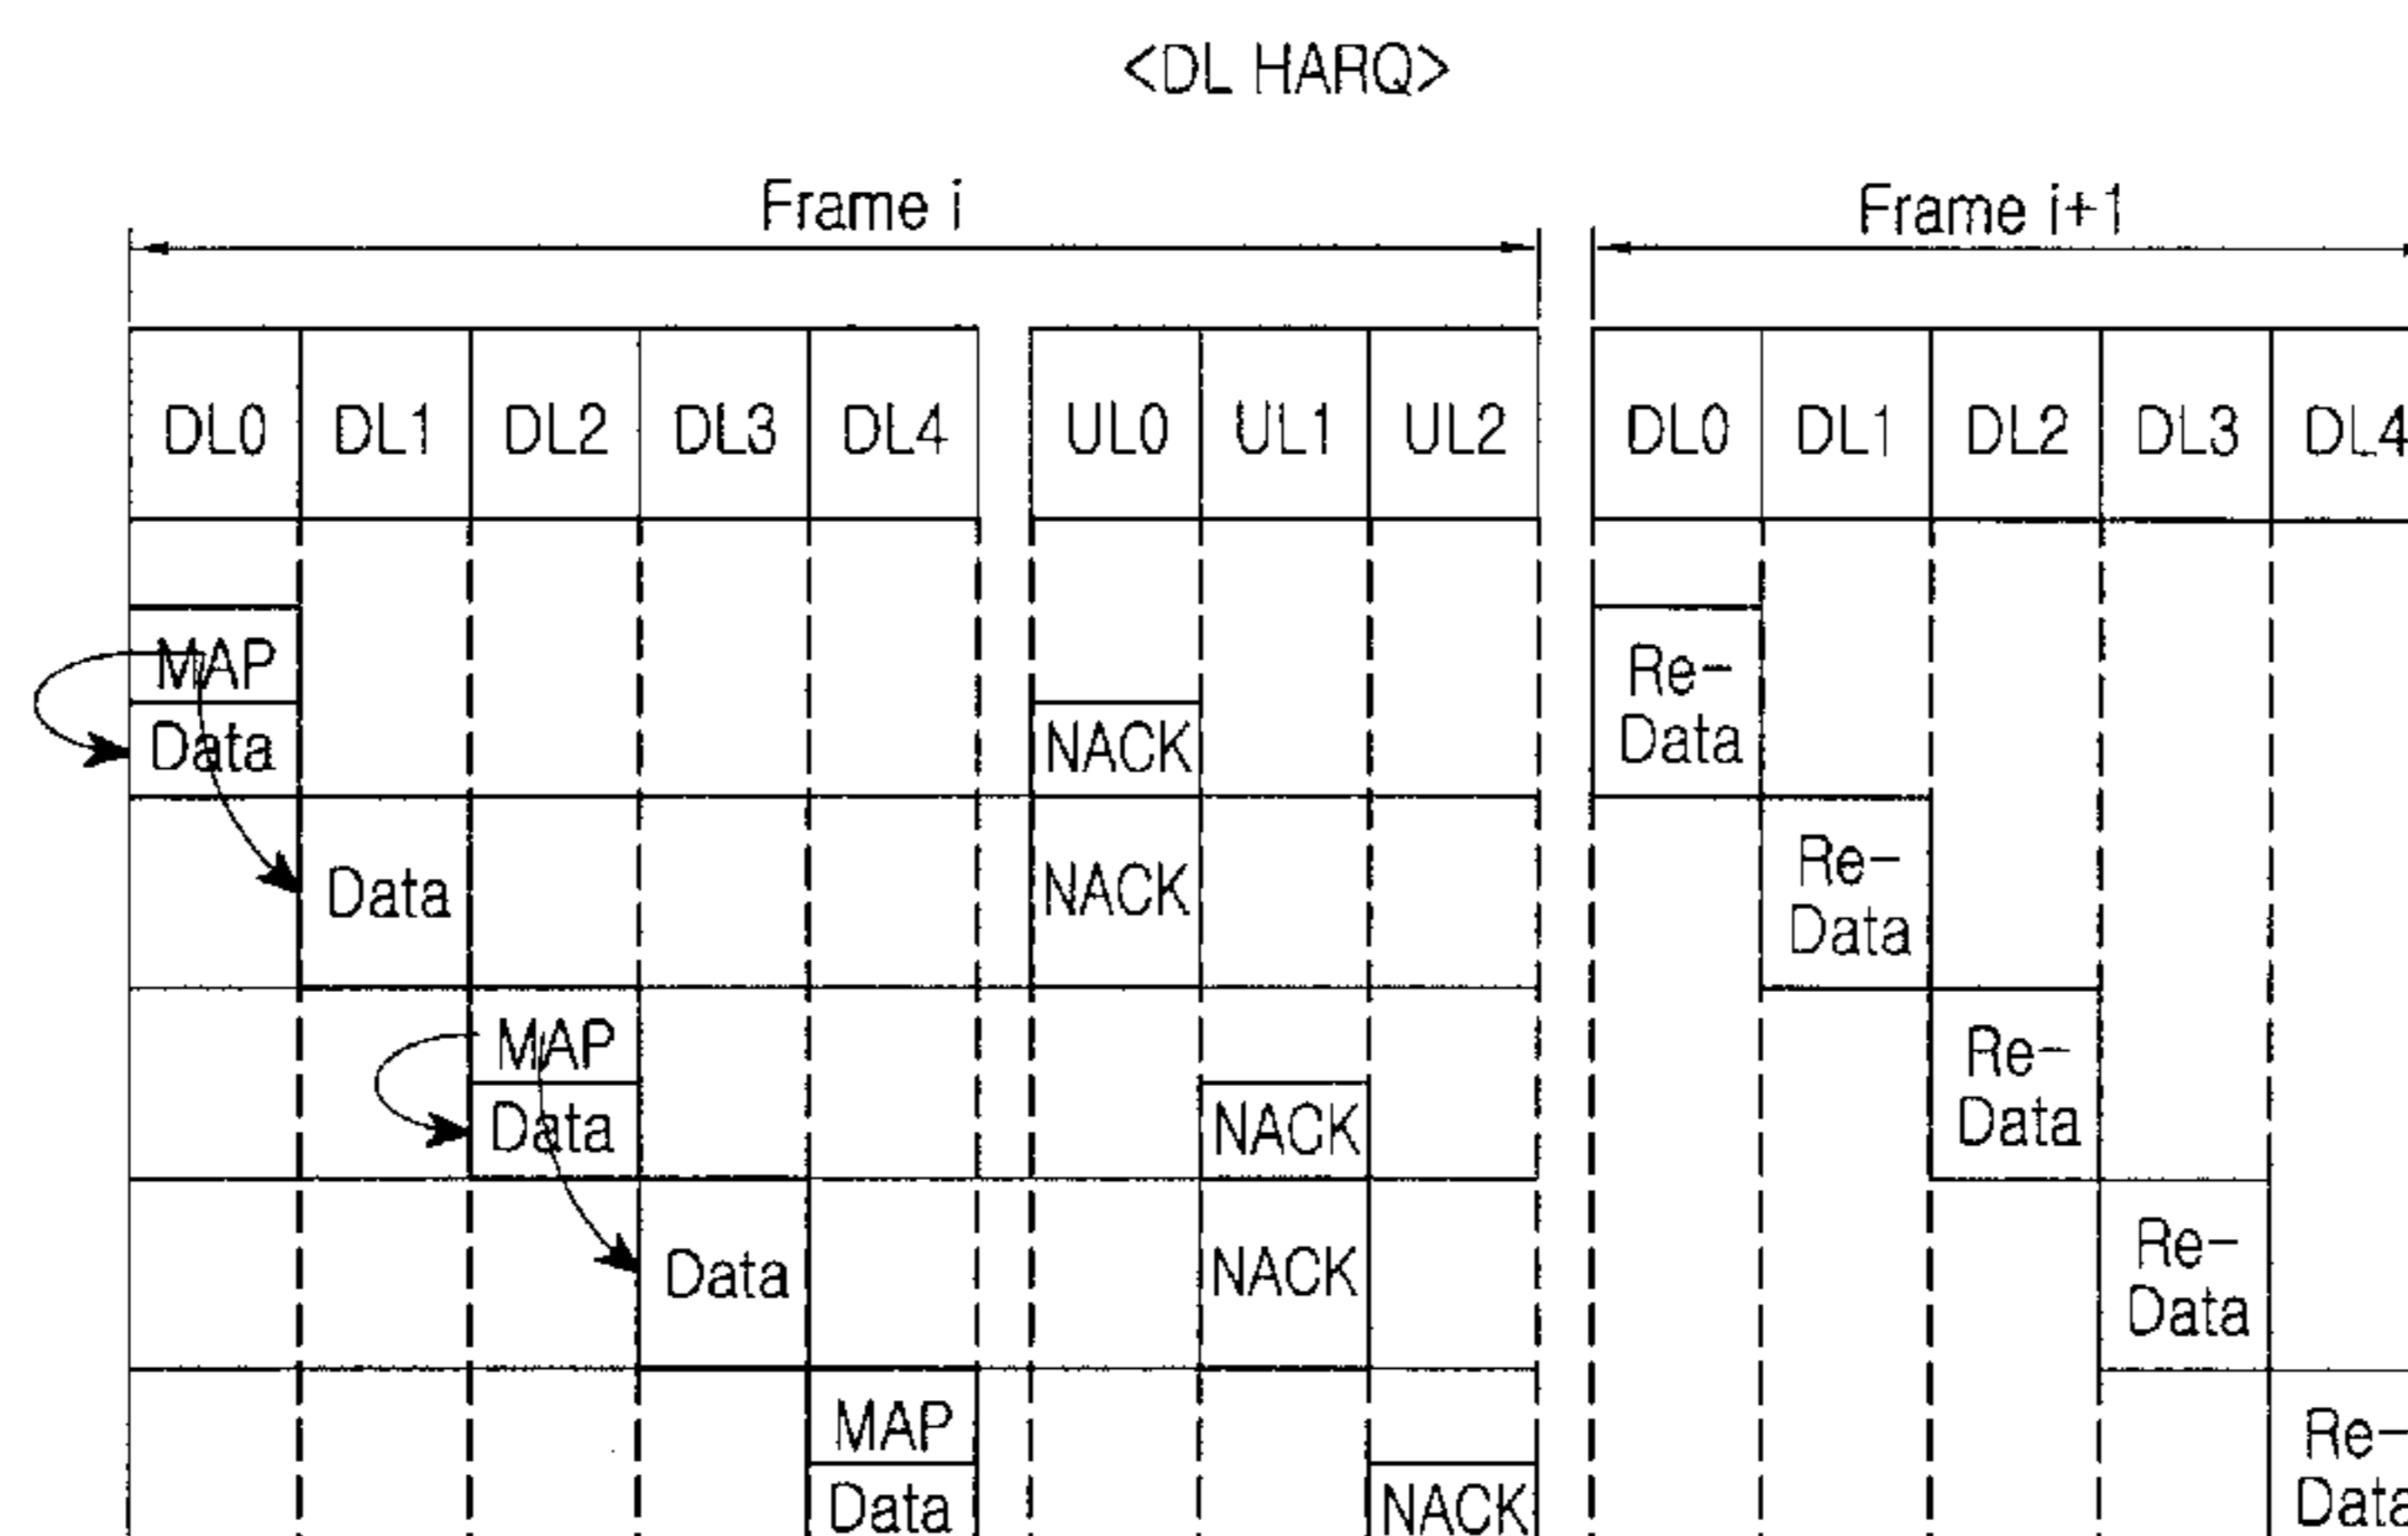 <DL HARQ>
Frame i Frame i+1
DL0 DL1 DL2 DL3 DL4 UL0 UL1 UL2 DL0 DL1 DL2 DL3 DL4
MAP Re-
Data NACK Data
Data NACK Re-
Data
MAP Re-
Data NACK Data
Data NACK Re-
Data
MAP Re-
Data NACK Data